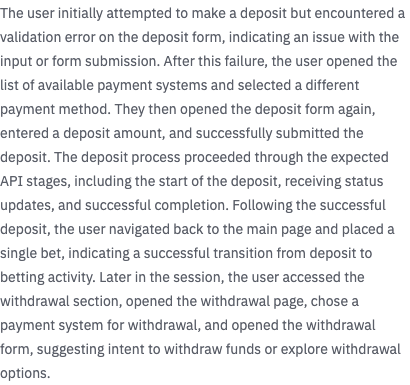 The user initially attempted to make a deposit but encountered a
validation error on the deposit form, indicating an issue with the
input or form submission. After this failure, the user opened the
list of available payment systems and selected a different
payment method. They then opened the deposit form again,
entered a deposit amount, and successfully submitted the
deposit. The deposit process proceeded through the expected
API stages, including the start of the deposit, receiving status
updates, and successful completion. Following the successful
deposit, the user navigated back to the main page and placed a
single bet, indicating a successful transition from deposit to
betting activity. Later in the session, the user accessed the
withdrawal section, opened the withdrawal page, chose a
payment system for withdrawal, and opened the withdrawal
form, suggesting intent to withdraw funds or explore withdrawal
options.